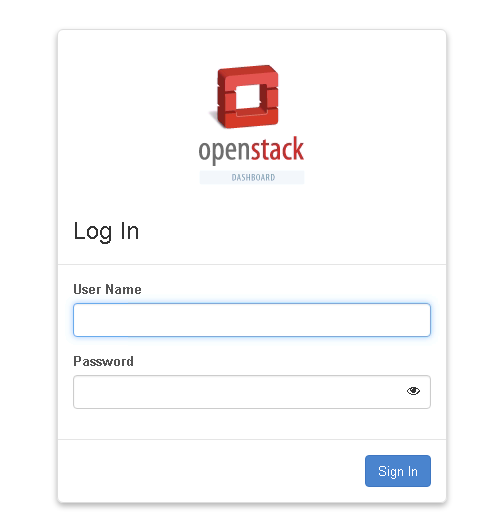 openstack
DASHBOARD
Log In
User Name
Password
Sign In